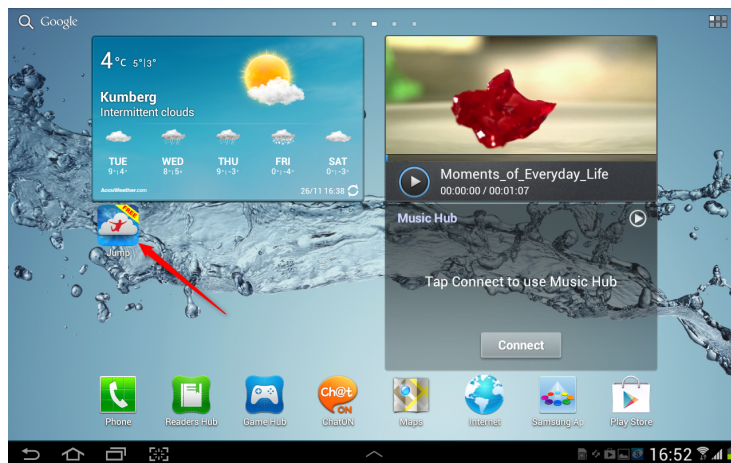 Google
4°C 5°|3°
Kumberg
Intermittent clouds
TUE WED THU FRI SAT
9°|4° 8°|5° 9°|-3° 0°|-4° 0°|-3°
AccuWeather.com 26/11 16:38
Moments_of_Everyday_Life
00:00:00 / 00:01:07
Music Hub
FREE
Jump
Tap Connect to use Music Hub
Connect
Ch@t
ON
Phone Readers Hub Game Hub ChatON Maps Internet Samsung Ap Play Store
16:52